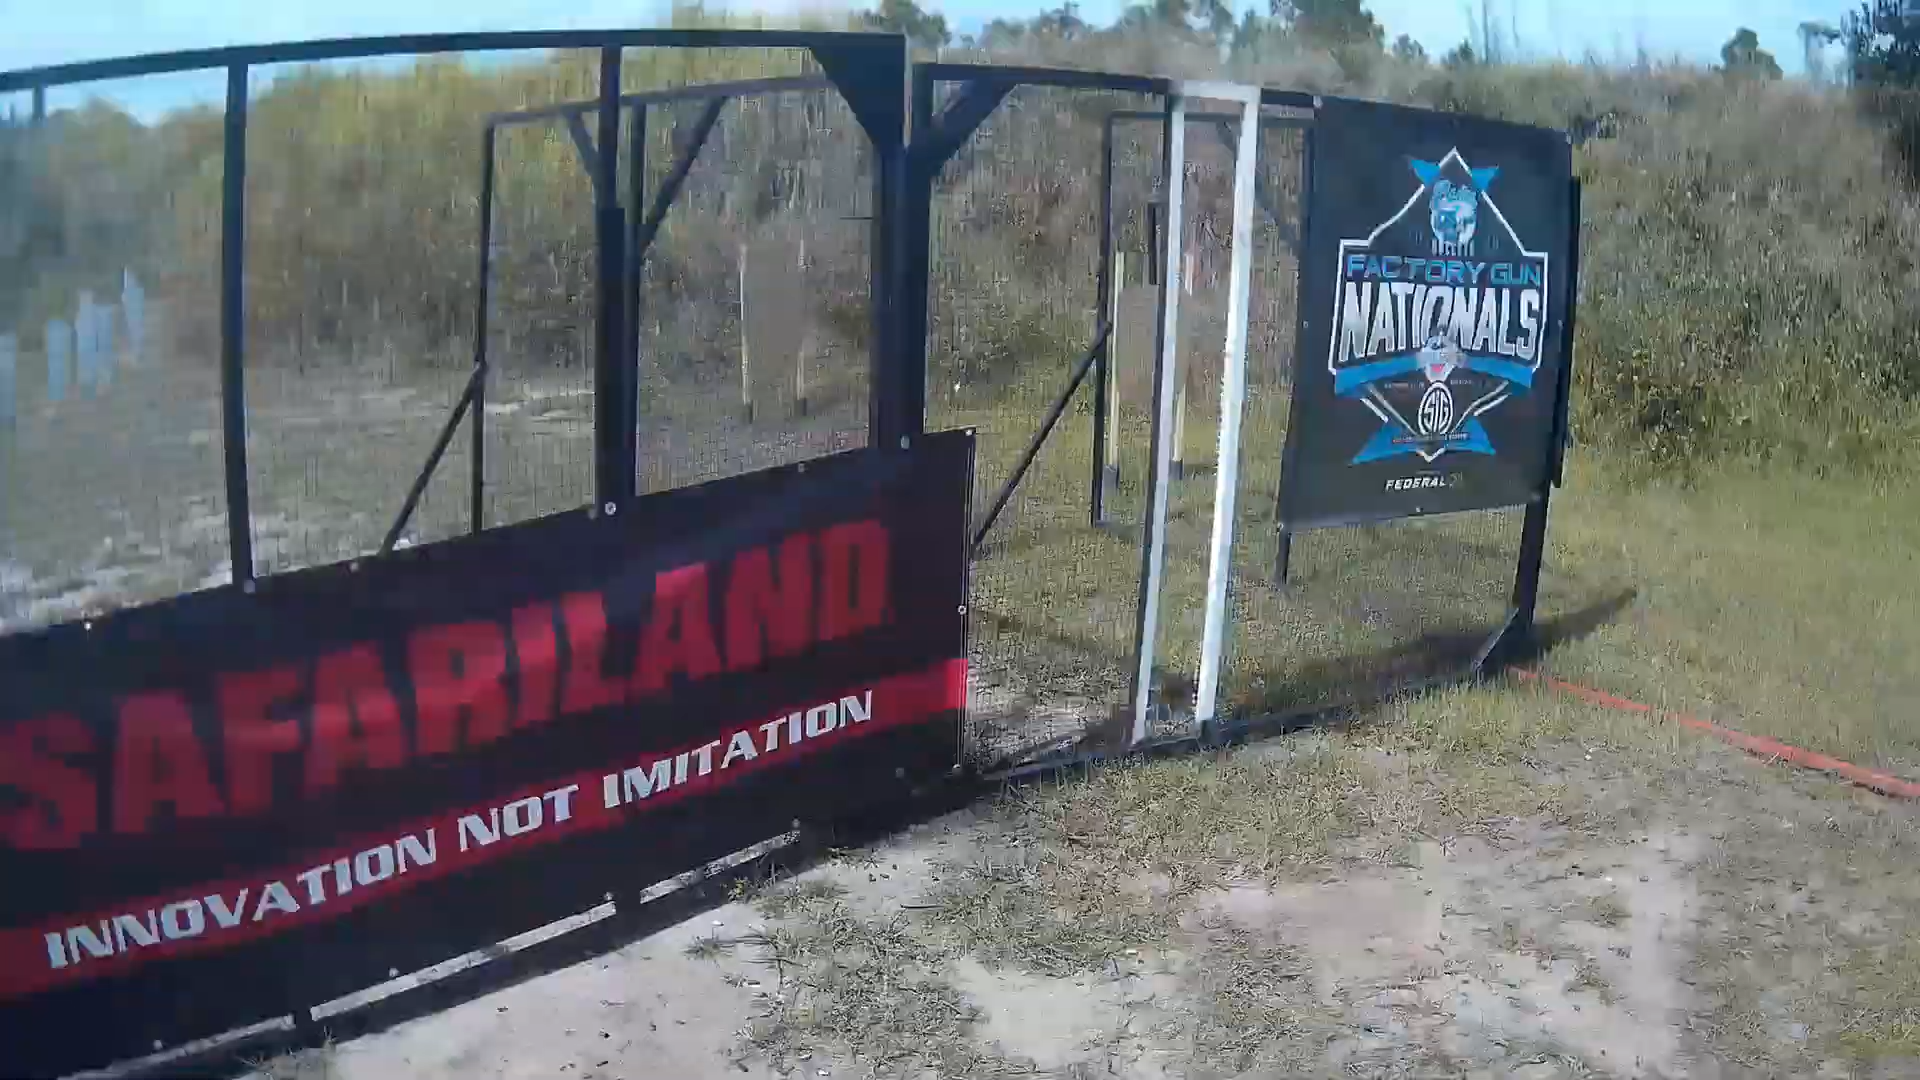 SAFARILAND
INNOVATION NOT IMITATION
FACTORY GUN
NATIONALS
SIG
FEDERAL